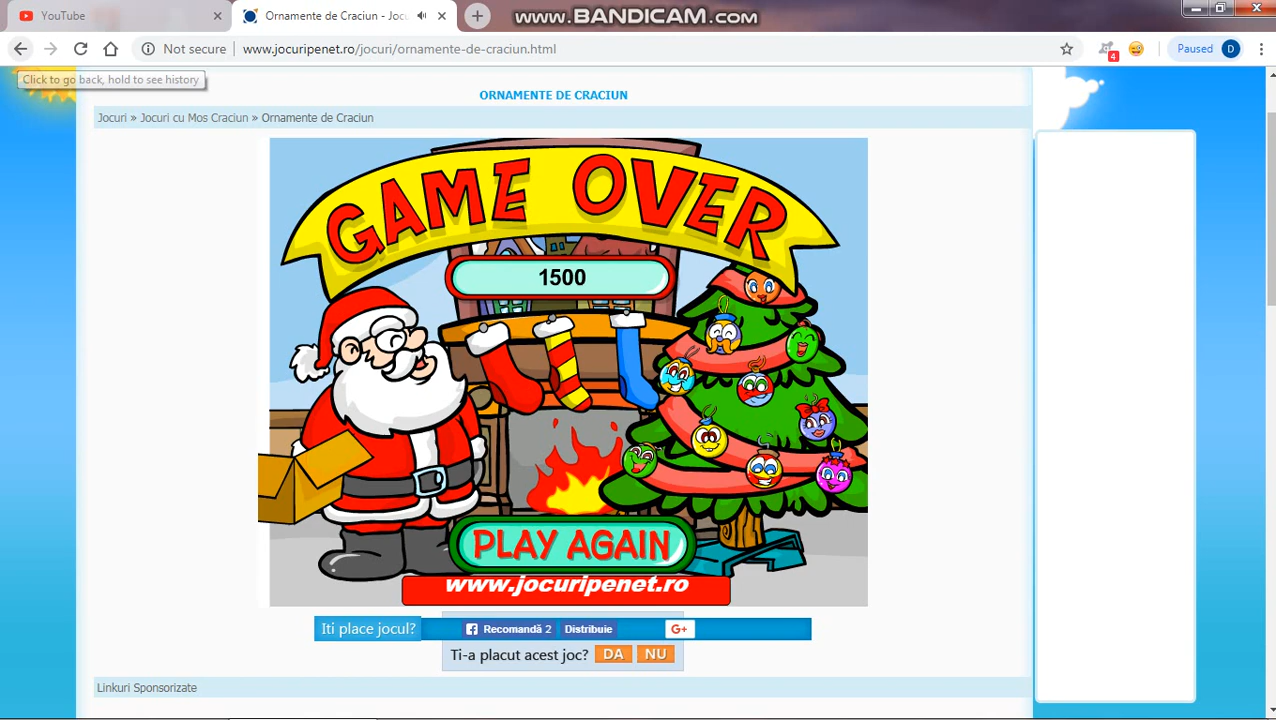 www.BANDICAM.com
YouTube
Ornamente de Craciun - Jocu
Not secure
www.jocuripenet.ro/jocuri/ornamente-de-craciun.html
4
Paused
D
Click to go back, hold to see history
ORNAMENTE DE CRACIUN
Jocuri » Jocuri cu Mos Craciun » Ornamente de Craciun
GAME OVER
1500
PLAY AGAIN
www.jocuripenet.ro
Iti place jocul?
Recomandă 2
Distribuie
G+
Ti-a placut acest joc?
DA
NU
Linkuri Sponsorizate